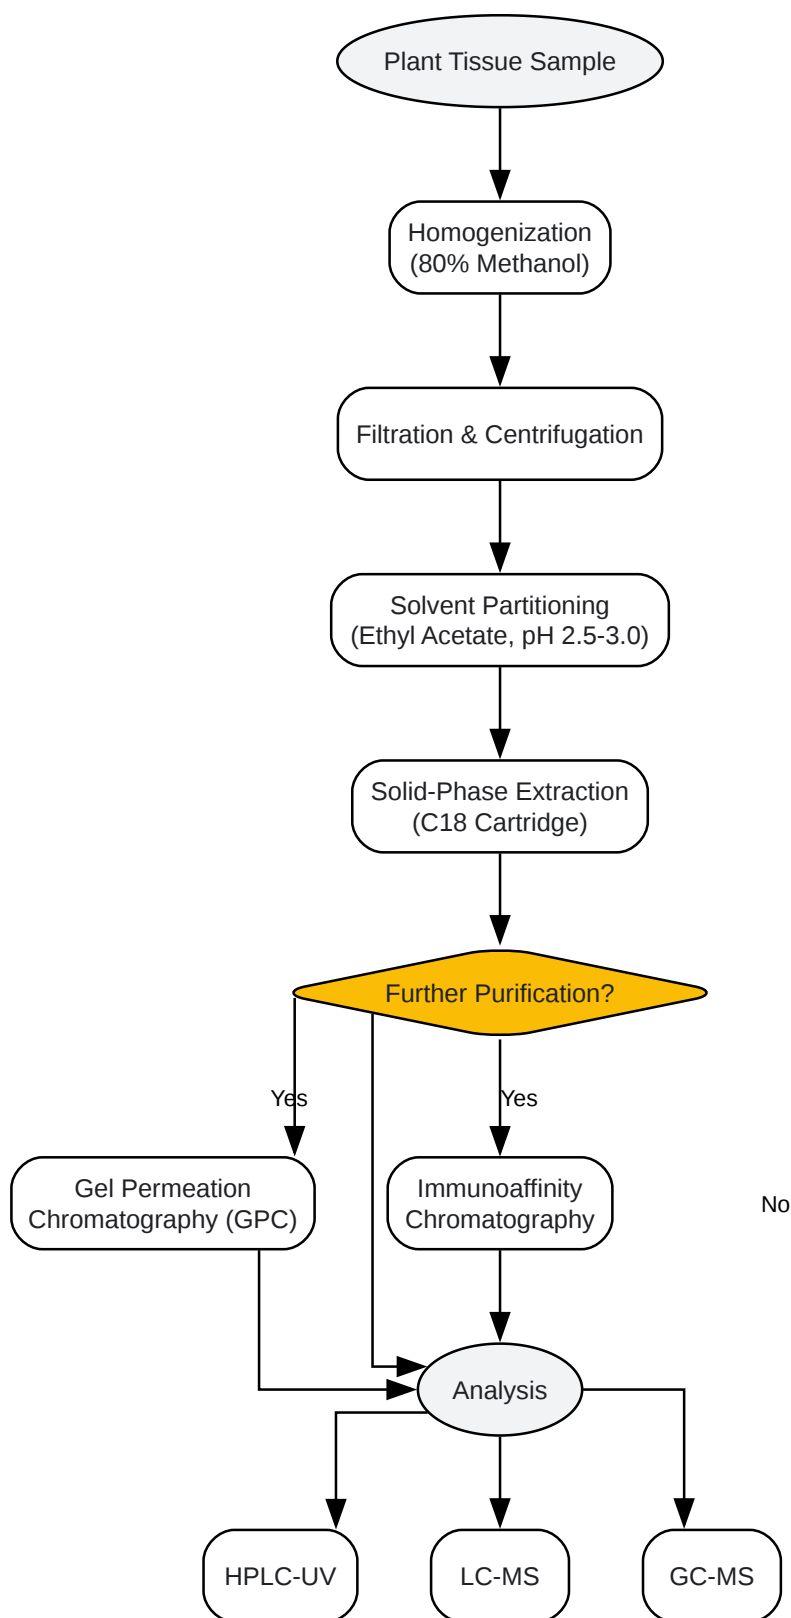 Plant Tissue Sample
Homogenization
(80% Methanol)
Filtration & Centrifugation
Solvent Partitioning
(Ethyl Acetate, pH 2.5-3.0)
Solid-Phase Extraction
(C18 Cartridge)
Further Purification?
Yes
Yes
Gel Permeation
Chromatography (GPC)
Immunoaffinity
Chromatography
No
Analysis
HPLC-UV
LC-MS
GC-MS